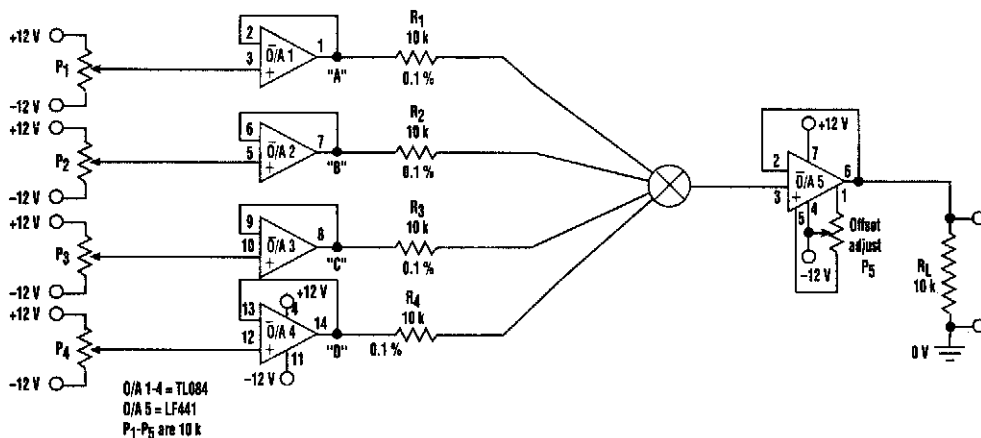 +12 V
P1
−12 V
2
3
O/A 1
+
1
"A"
R1
10 k
0.1 %
+12 V
P2
−12 V
6
5
O/A 2
+
7
"B"
R2
10 k
0.1 %
+12 V
P3
−12 V
9
10
O/A 3
+
8
"C"
R3
10 k
0.1 %
+12 V
P4
−12 V
13
12
O/A 4
+
+12 V
4
14
"D"
11
−12 V
R4
10 k
0.1 %
2
3
O/A 5
+
+12 V
7
6
1
5
4
−12 V
Offset
adjust
P5
RL
10 k
0 V
O/A 1-4 = TL084
O/A 5 = LF441
P1-P5 are 10 k